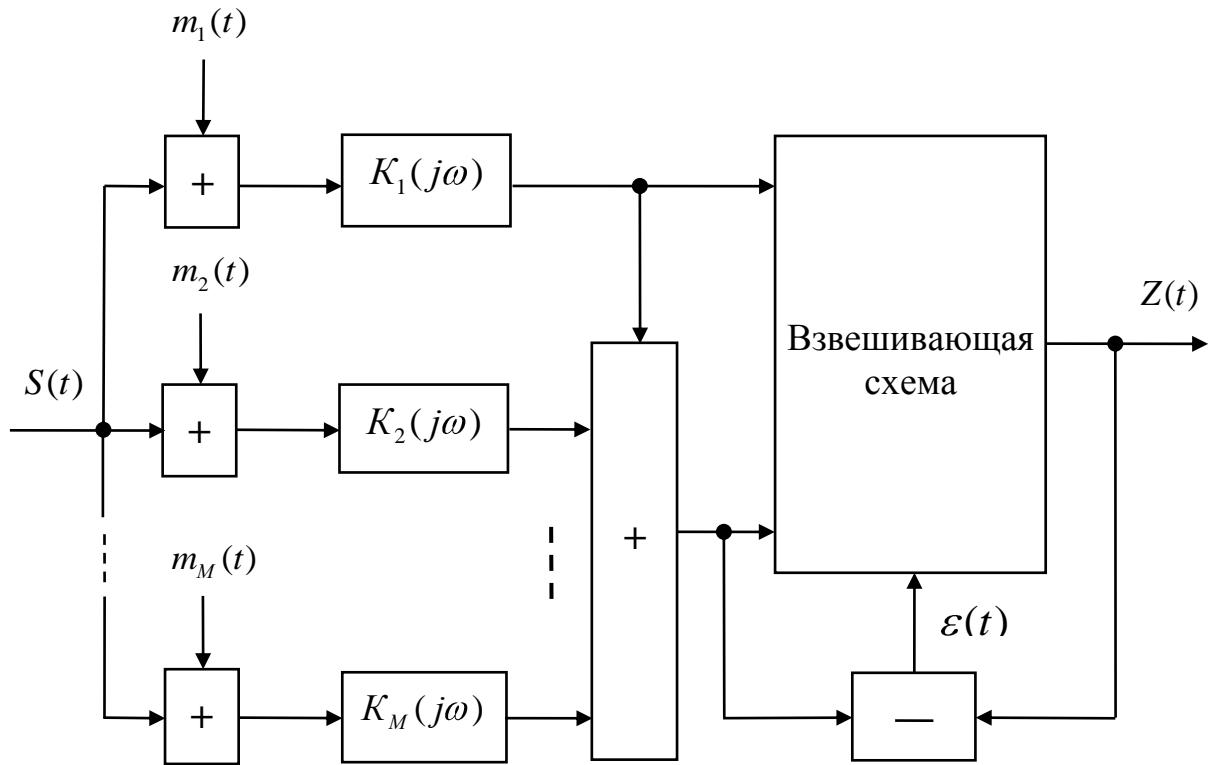 m₁(t)
+
K₁(jω)
m₂(t)
Z(t)
Взвешивающая
схема
S(t)
+
K₂(jω)
+
m_M(t)
ε(t)
+
K_M(jω)
—